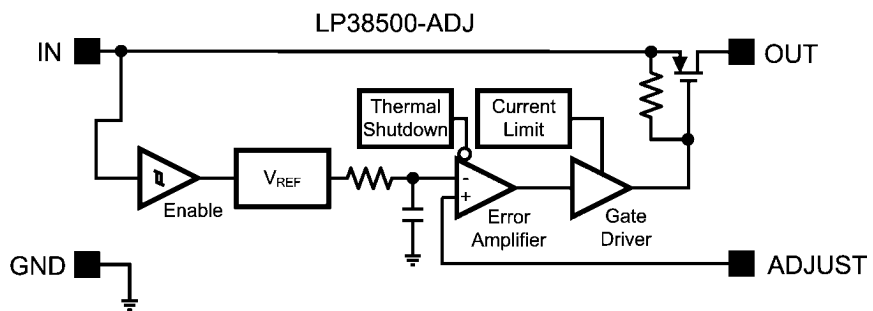 LP38500-ADJ
IN
OUT
Thermal
Shutdown
Current
Limit
VREF
-
+
Enable
Error
Amplifier
Gate
Driver
GND
ADJUST